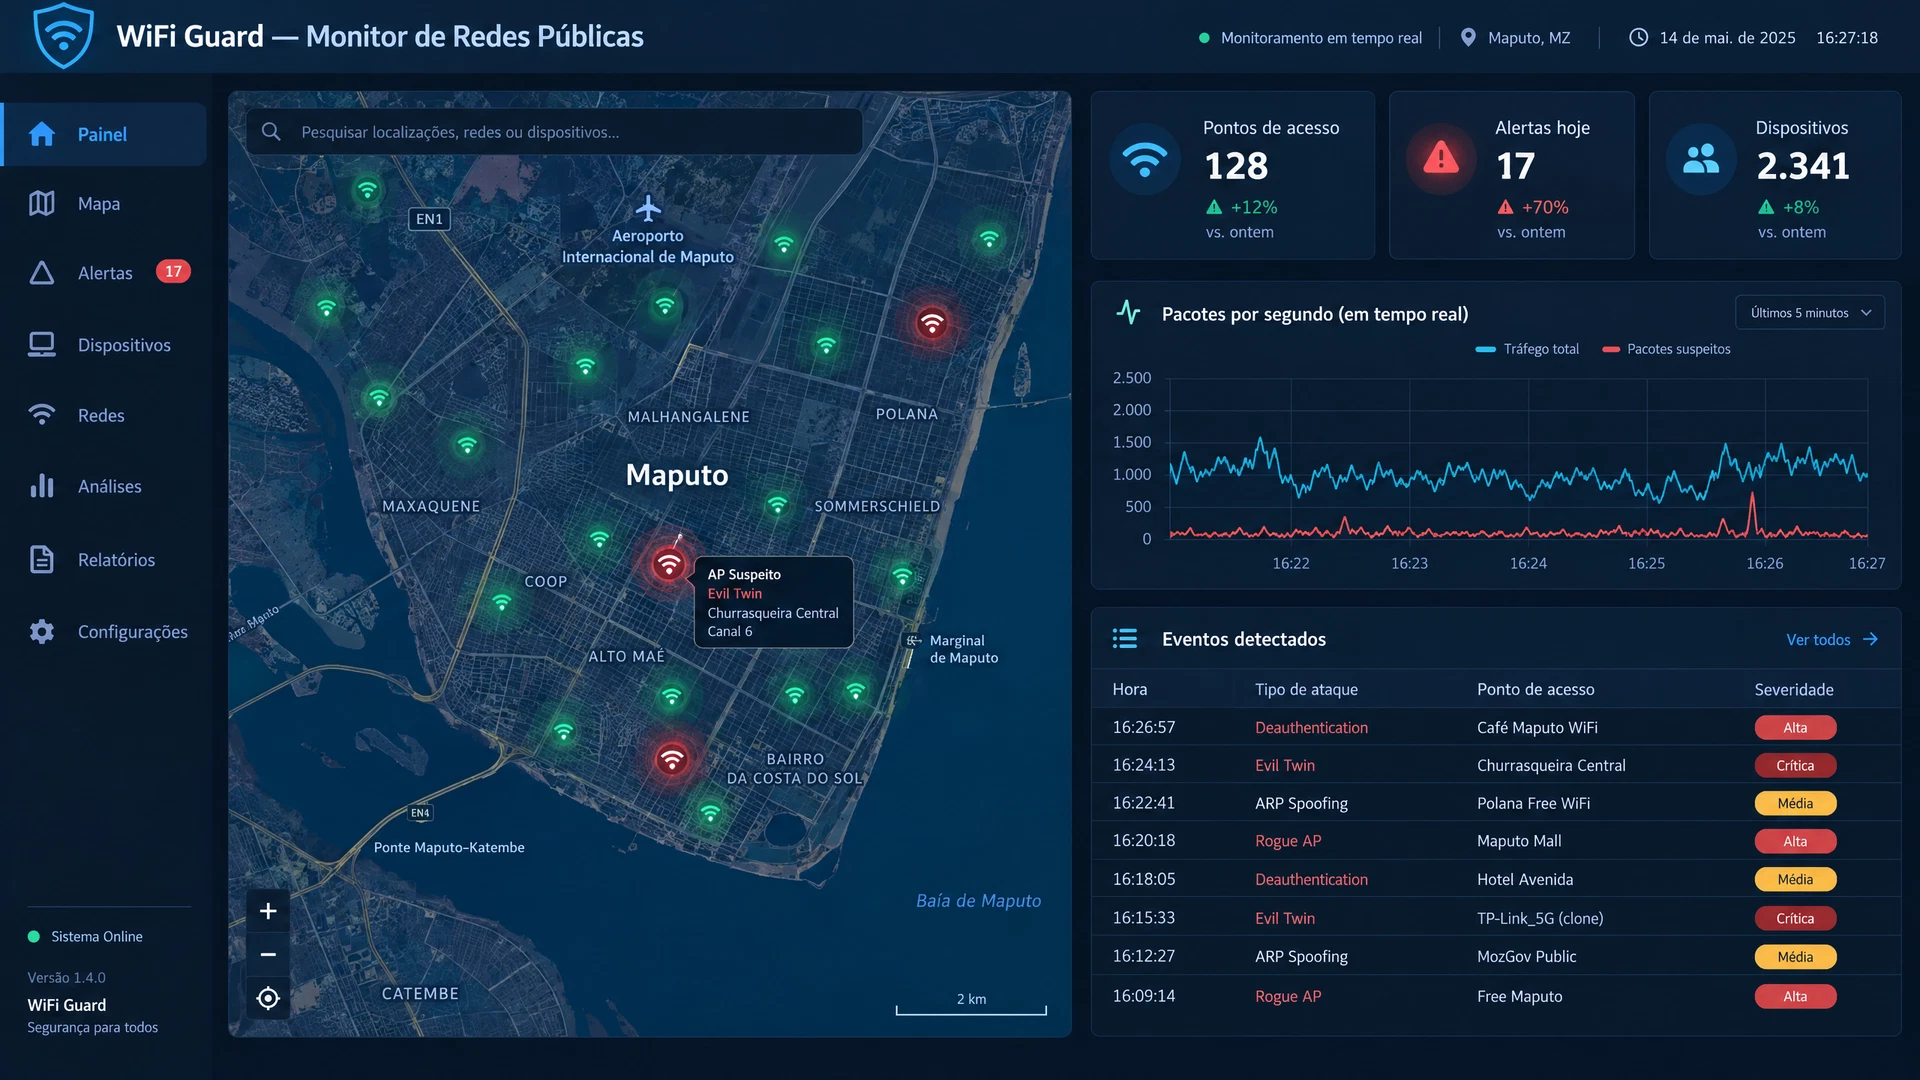 WiFi Guard — Monitor de Redes Públicas
Monitoramento em tempo real
Maputo, MZ
14 de mai. de 2025 16:27:18
Painel
Mapa
Alertas 17
Dispositivos
Redes
Análises
Relatórios
Configurações
Sistema Online
Versão 1.4.0
WiFi Guard
Segurança para todos
Pesquisar localizações, redes ou dispositivos...
EN1
Aeroporto
Internacional de Maputo
MALHANGALENE
POLANA
Maputo
MAXAQUENE
SOMMERSCHIELD
COOP
AP Suspeito
Evil Twin
Churrasqueira Central
Canal 6
Marginal
de Maputo
ALTO MAÉ
BAIRRO
DA COSTA DO SOL
EN4
Ponte Maputo-Katembe
Baía de Maputo
CATEMBE
+
−
2 km
Pontos de acesso
128
+12%
vs. ontem
Alertas hoje
17
+70%
vs. ontem
Dispositivos
2.341
+8%
vs. ontem
Pacotes por segundo (em tempo real)
Últimos 5 minutos
Tráfego total
Pacotes suspeitos
2.500
2.000
1.500
1.000
500
0
16:22 16:23 16:24 16:25 16:26 16:27
Eventos detectados
Ver todos →
Hora Tipo de ataque Ponto de acesso Severidade
16:26:57 Deauthentication Café Maputo WiFi Alta
16:24:13 Evil Twin Churrasqueira Central Crítica
16:22:41 ARP Spoofing Polana Free WiFi Média
16:20:18 Rogue AP Maputo Mall Alta
16:18:05 Deauthentication Hotel Avenida Média
16:15:33 Evil Twin TP-Link_5G (clone) Crítica
16:12:27 ARP Spoofing MozGov Public Média
16:09:14 Rogue AP Free Maputo Alta